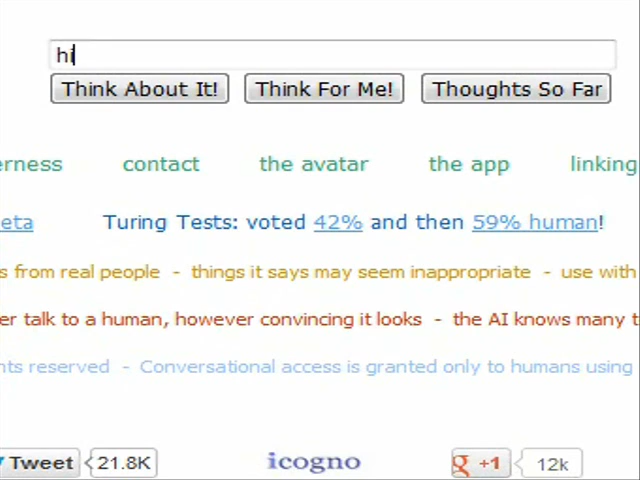 hi
Think About It! Think For Me! Thoughts So Far
erness contact the avatar the app linking
eta Turing Tests: voted 42% and then 59% human!
s from real people - things it says may seem inappropriate - use with
er talk to a human, however convincing it looks - the AI knows many t
nts reserved - Conversational access is granted only to humans using
Tweet 21.8K icogno g +1 12k